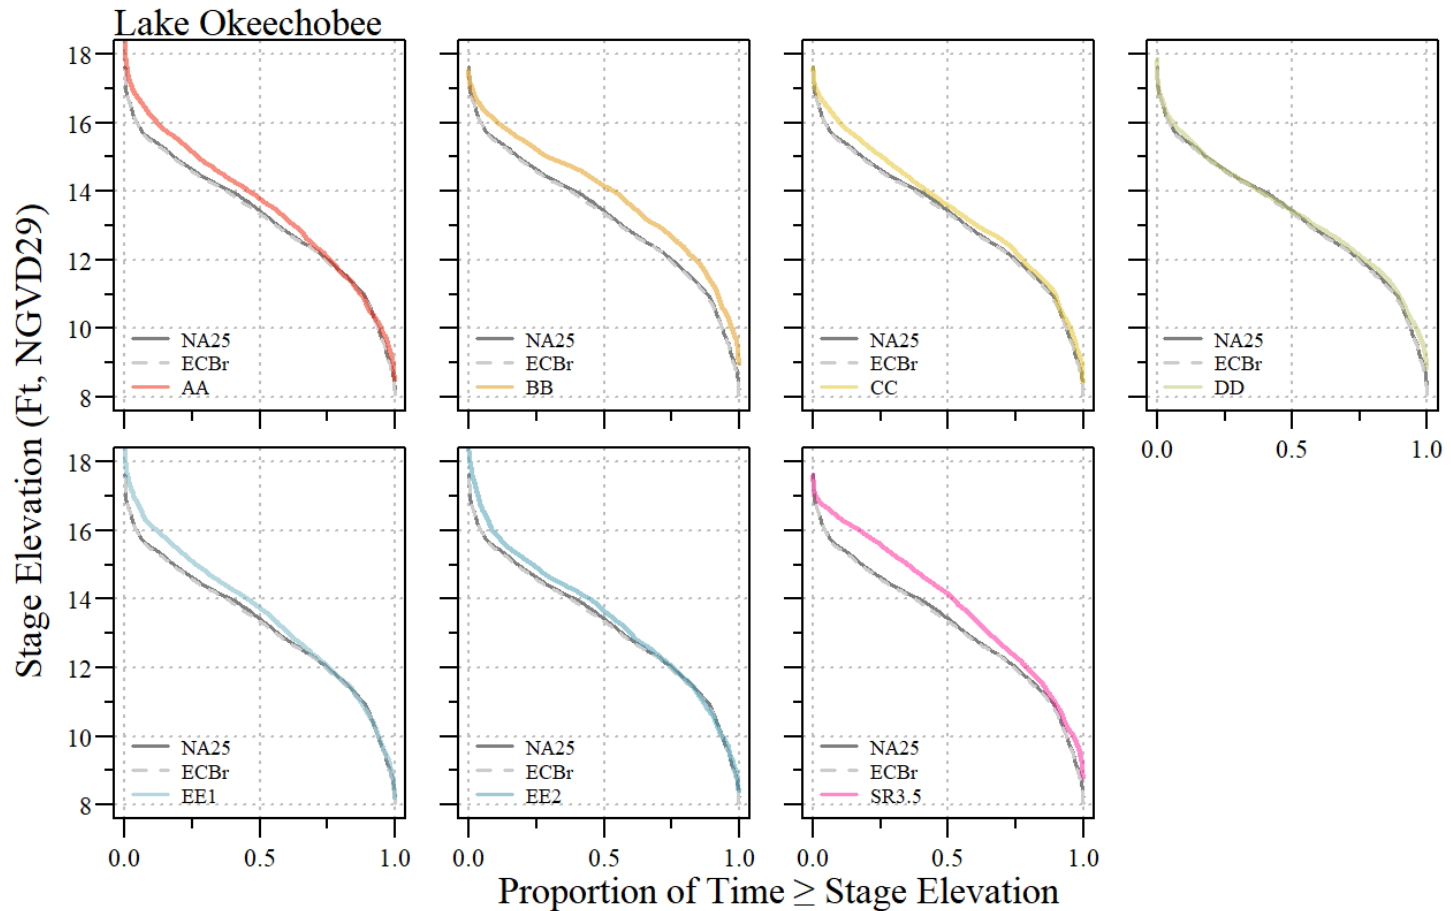 Lake Okeechobee
Stage Elevation (Ft, NGVD29)
18
16
14
12
10
8
NA25
ECBr
AA
NA25
ECBr
BB
NA25
ECBr
CC
NA25
ECBr
DD
0.0 0.5 1.0
18
16
14
12
10
8
NA25
ECBr
EE1
NA25
ECBr
EE2
NA25
ECBr
SR3.5
0.0 0.5 1.0
0.0 0.5 1.0
0.0 0.5 1.0
Proportion of Time ≥ Stage Elevation